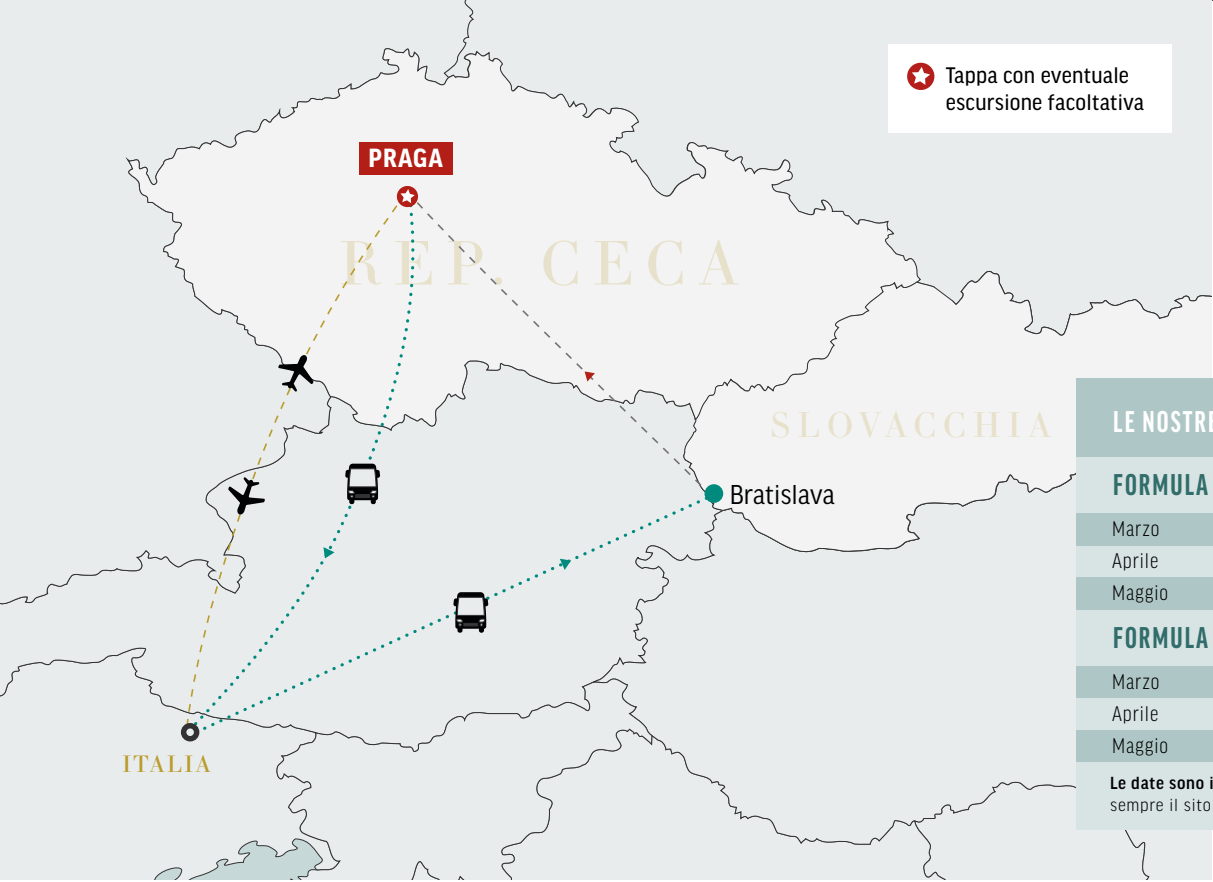 Tappa con eventuale
escursione facoltativa
PRAGA
REP. CECA
SLOVACCHIA
Bratislava
ITALIA
LE NOSTRE
FORMULA
Marzo
Aprile
Maggio
FORMULA
Marzo
Aprile
Maggio
Le date sono
sempre il sito